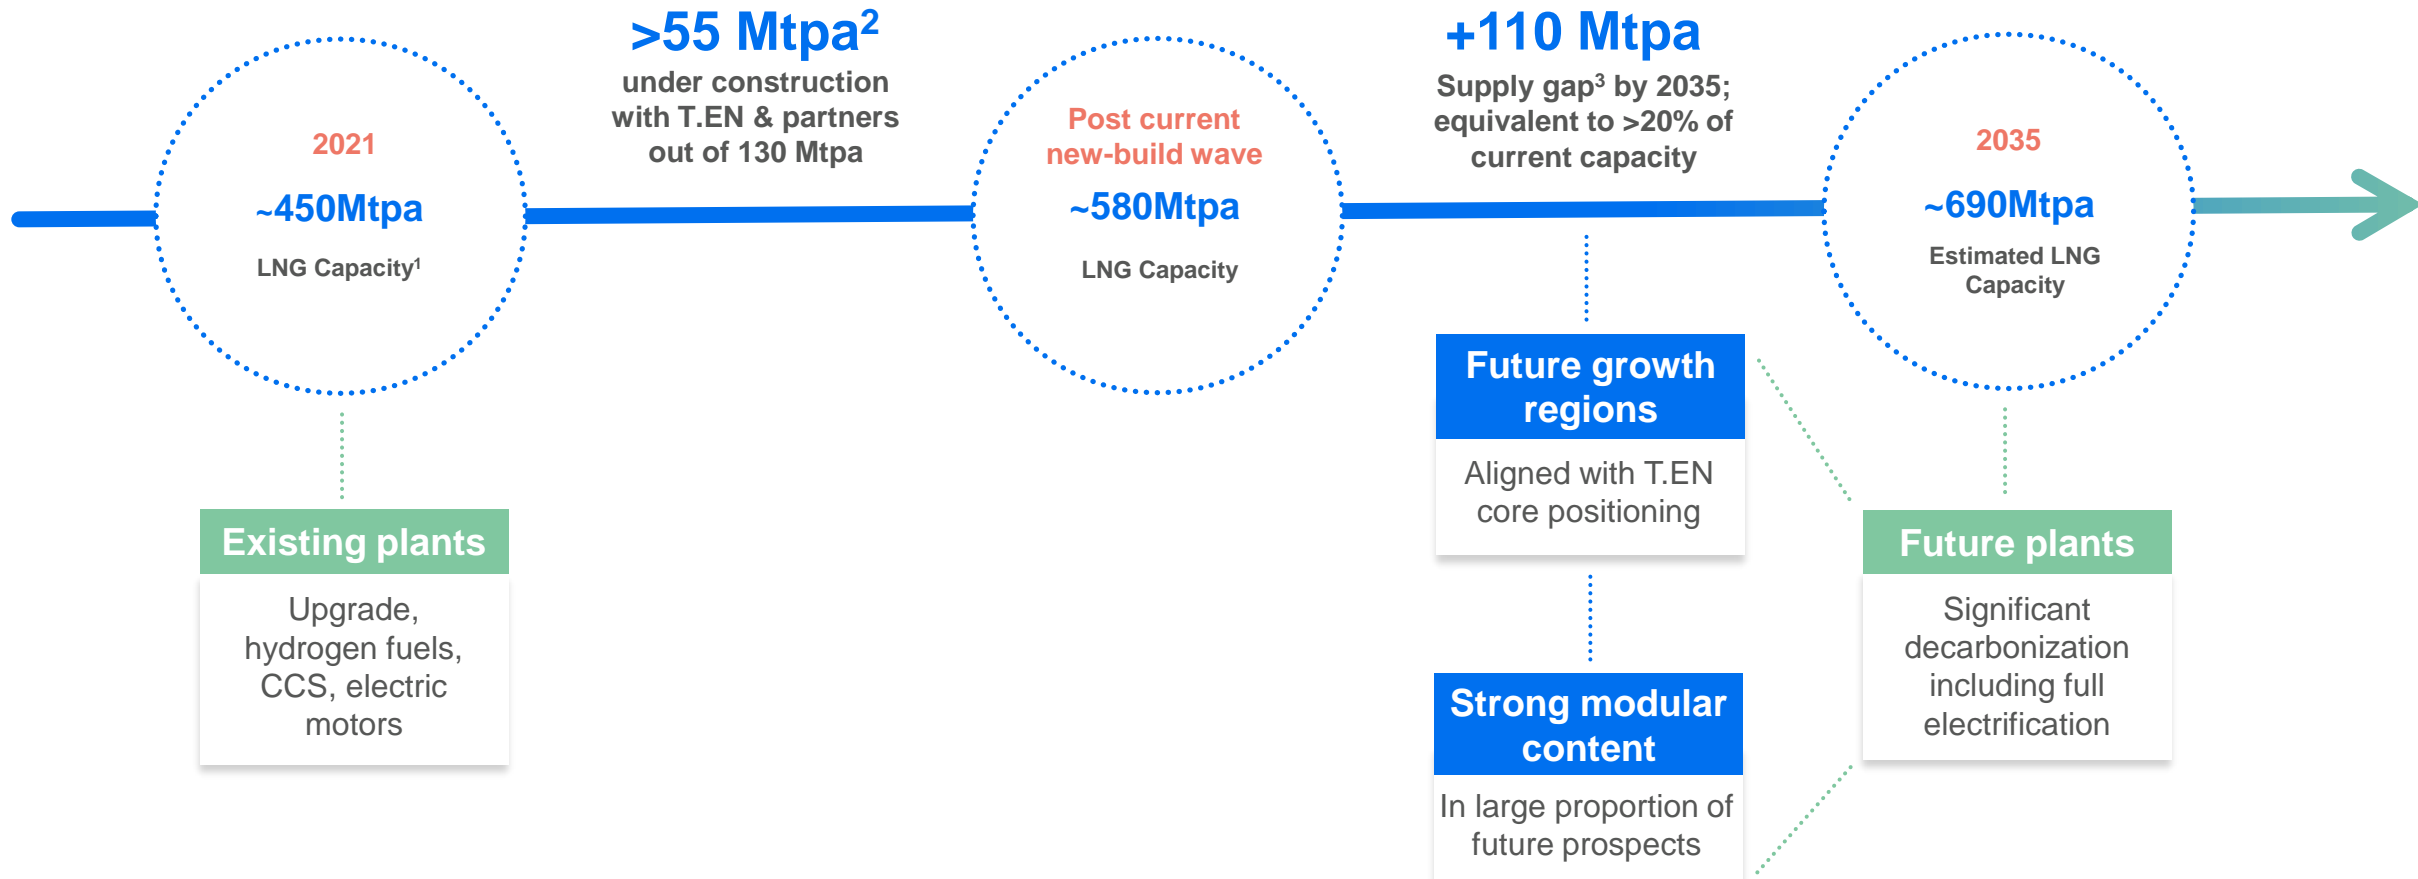 2021
~450Mtpa
LNG Capacity¹
>55 Mtpa²
under construction
with T.EN & partners
out of 130 Mtpa
Post current
new-build wave
~580Mtpa
LNG Capacity
+110 Mtpa
Supply gap³ by 2035;
equivalent to >20% of
current capacity
2035
~690Mtpa
Estimated LNG
Capacity
Existing plants
Upgrade,
hydrogen fuels,
CCS, electric
motors
Future growth
regions
Aligned with T.EN
core positioning
Strong modular
content
In large proportion of
future prospects
Future plants
Significant
decarbonization
including full
electrification